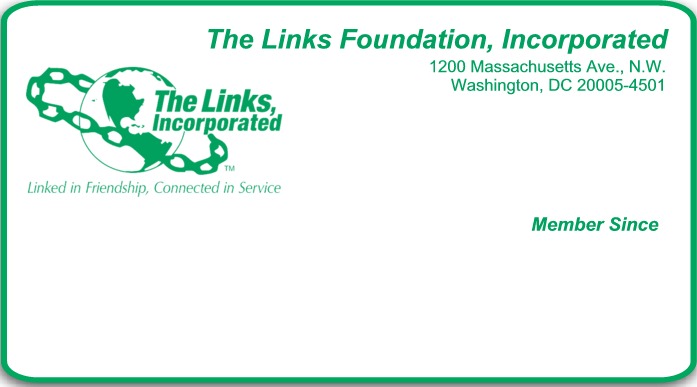 The Links Foundation, Incorporated
1200 Massachusetts Ave., N.W.
Washington, DC 20005-4501
The Links,
Incorporated
TM
Linked in Friendship, Connected in Service
Member Since